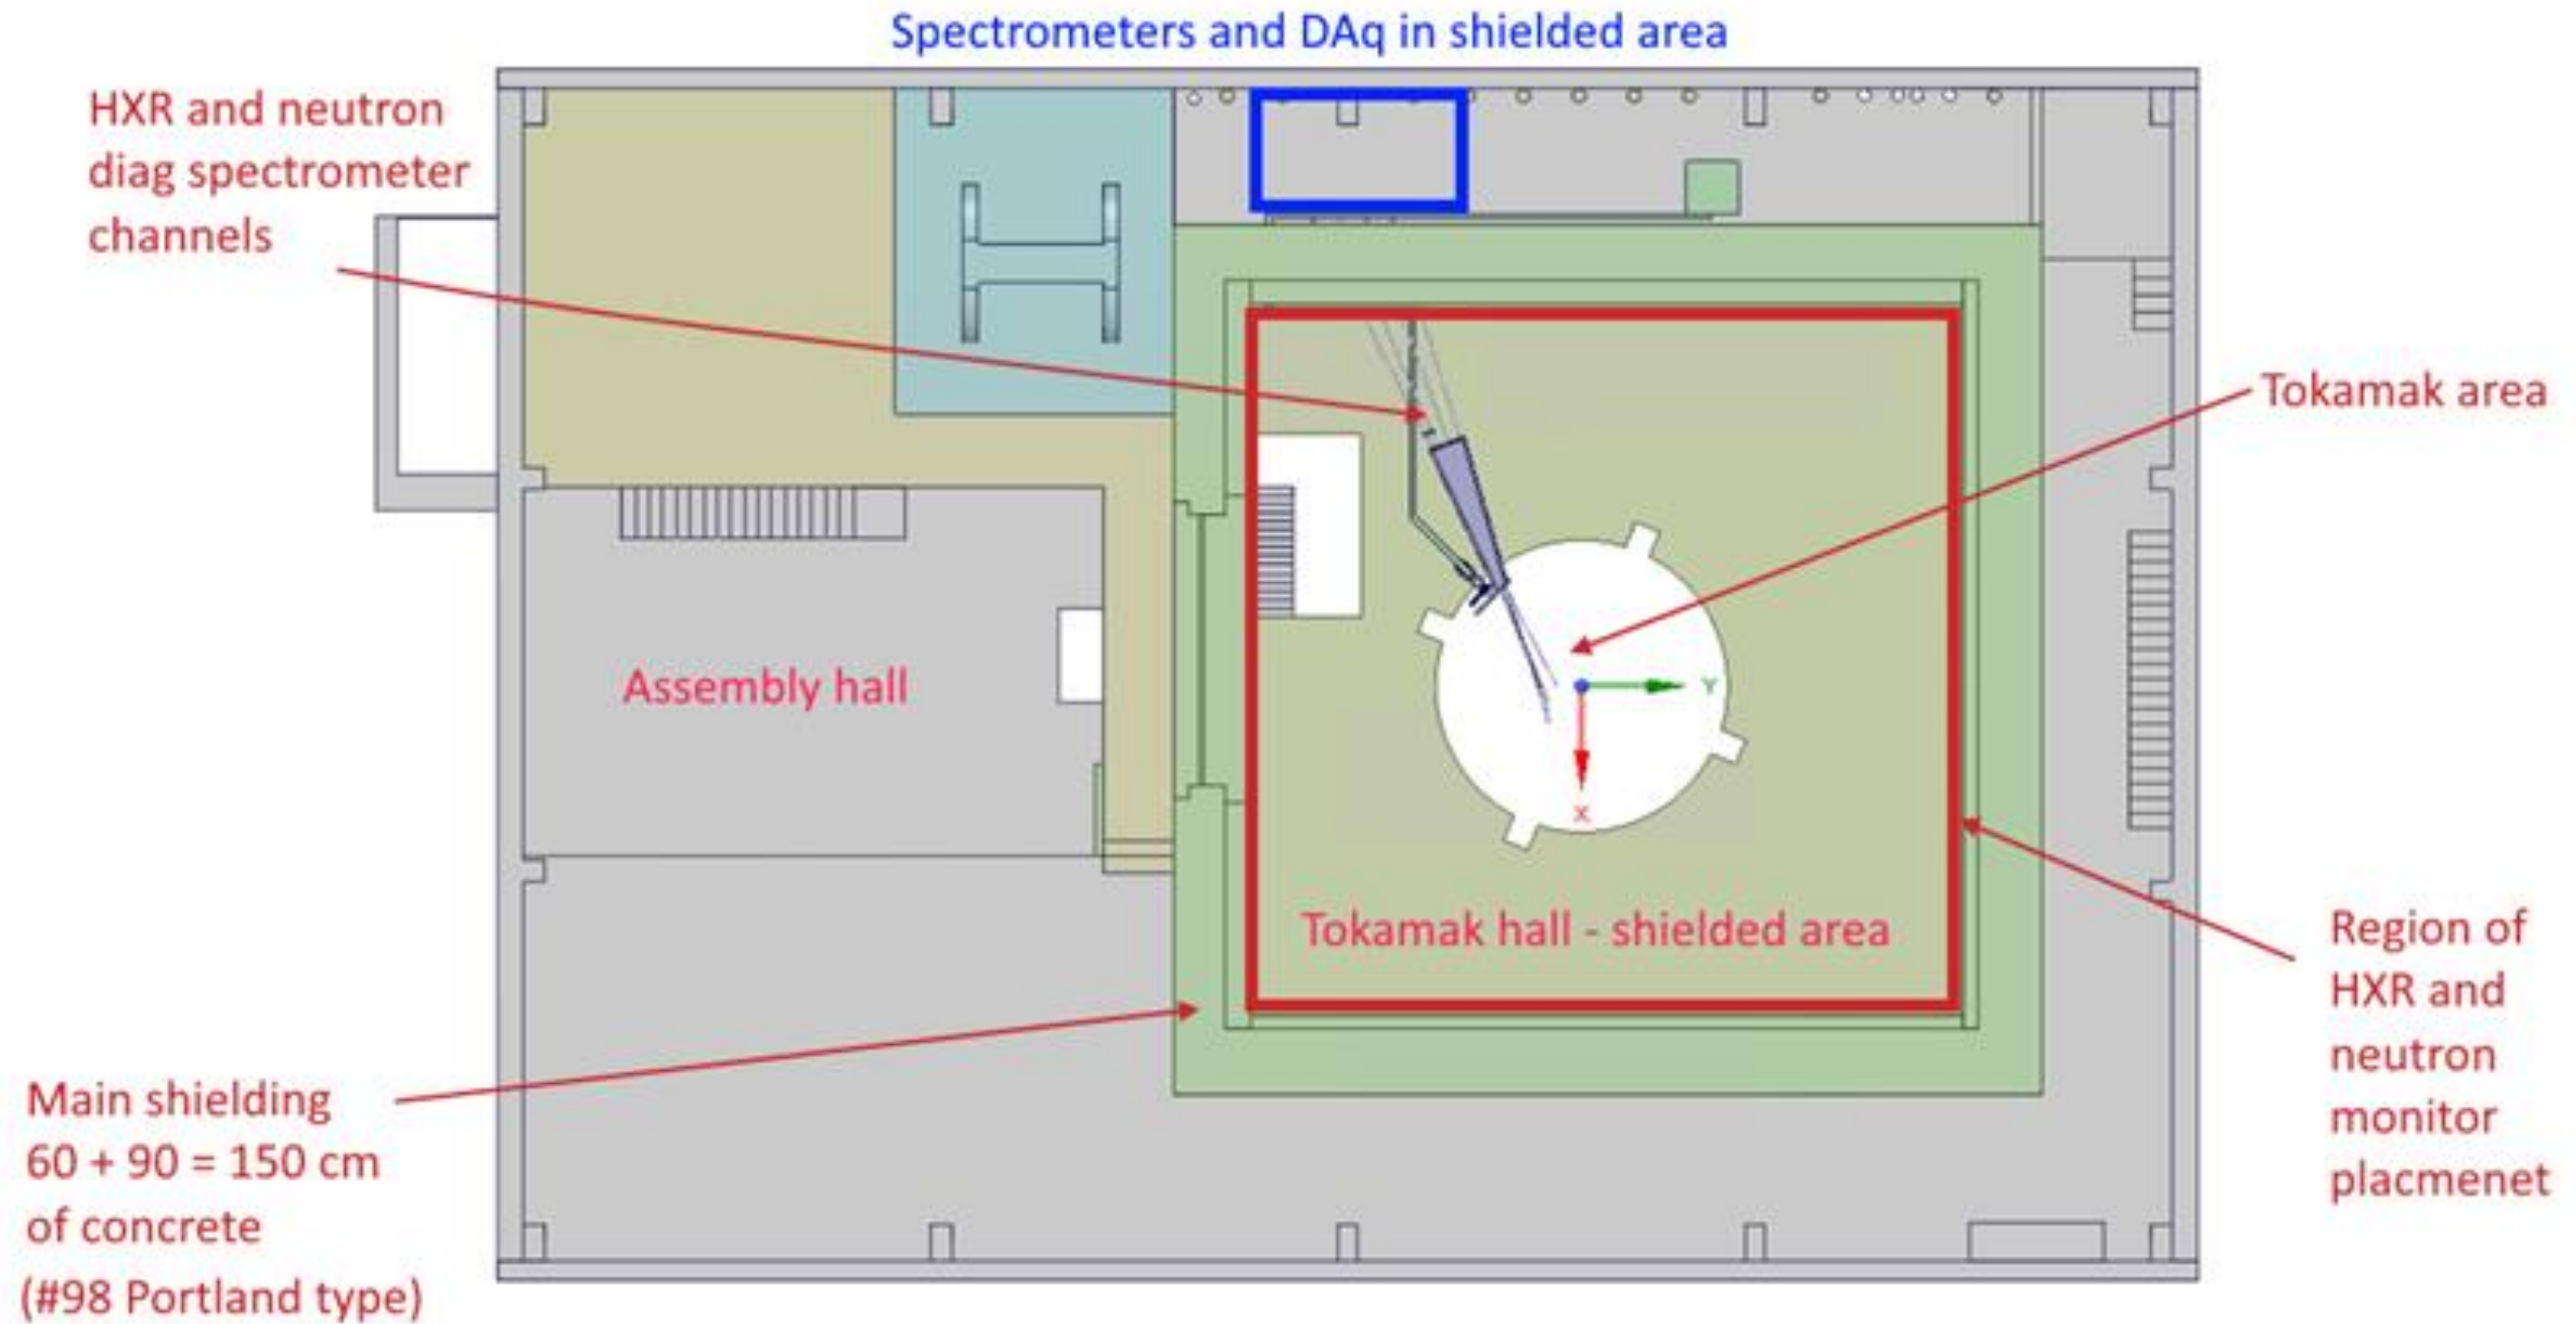 Spectrometers and DAq in shielded area
HXR and neutron
diag spectrometer
channels
Tokamak area
Assembly hall
Y
X
Tokamak hall - shielded area
Region of
HXR and
neutron
monitor
placmenet
Main shielding
60 + 90 = 150 cm
of concrete
(#98 Portland type)